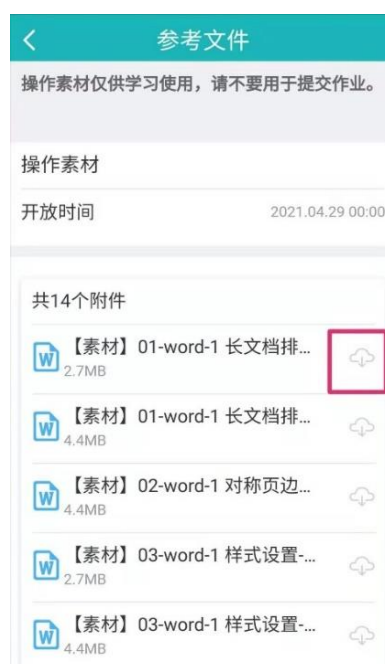 参考文件
操作素材仅供学习使用，请不要用于提交作业。
操作素材
开放时间 2021.04.29 00:00
共14个附件
【素材】01-word-1 长文档排...
2.7MB
【素材】01-word-1 长文档排...
4.4MB
【素材】02-word-1 对称页边...
4.4MB
【素材】03-word-1 样式设置-...
2.7MB
【素材】03-word-1 样式设置-...
4.4MB